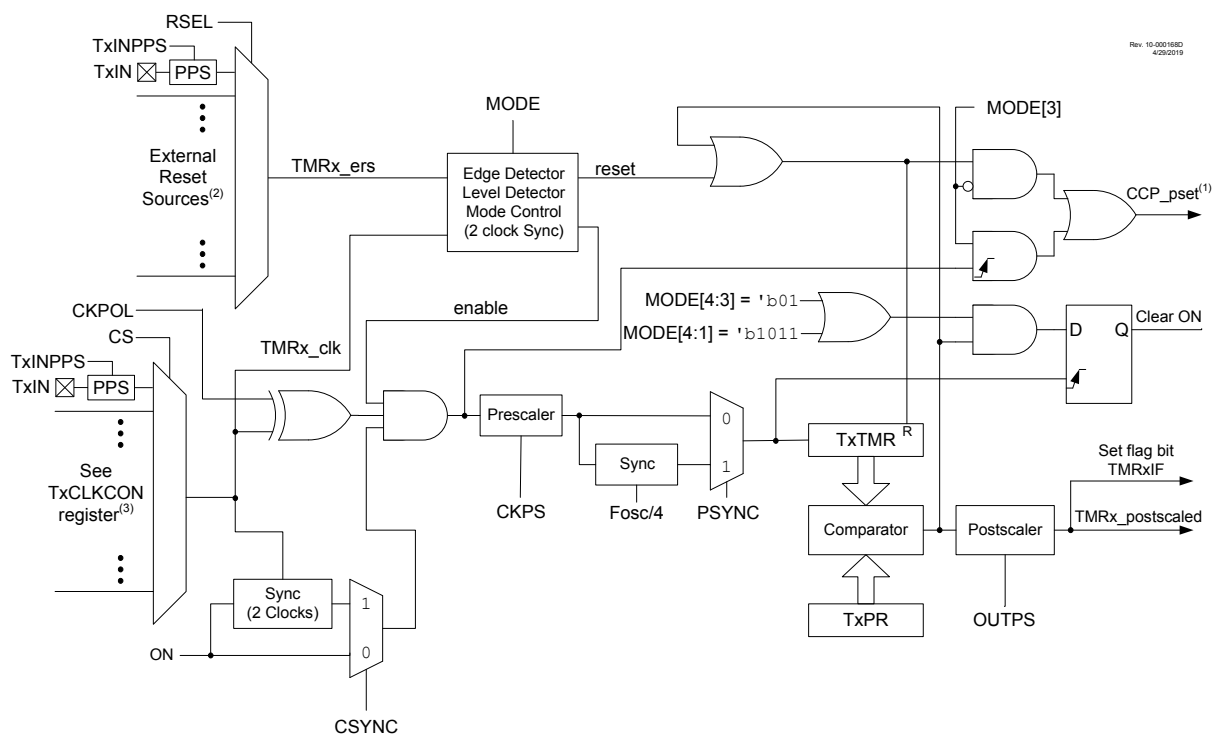 RSEL
TxINPPS
TxIN
PPS
Rev. 10-000168D
4/29/2019
External
Reset
Sources(2)
TMRx_ers
MODE
Edge Detector
Level Detector
Mode Control
(2 clock Sync)
reset
MODE[3]
CCP_pset(1)
enable
CKPOL
CS
TMRx_clk
TxINPPS
TxIN
PPS
MODE[4:3] = 'b01
MODE[4:1] = 'b1011
D
Q
Clear ON
See
TxCLKCON
register(3)
Prescaler
CKPS
Sync
Fosc/4
0
1
PSYNC
TxTMR
R
Comparator
TxPR
Postscaler
OUTPS
Set flag bit
TMRxIF
TMRx_postscaled
Sync
(2 Clocks)
ON
1
0
CSYNC